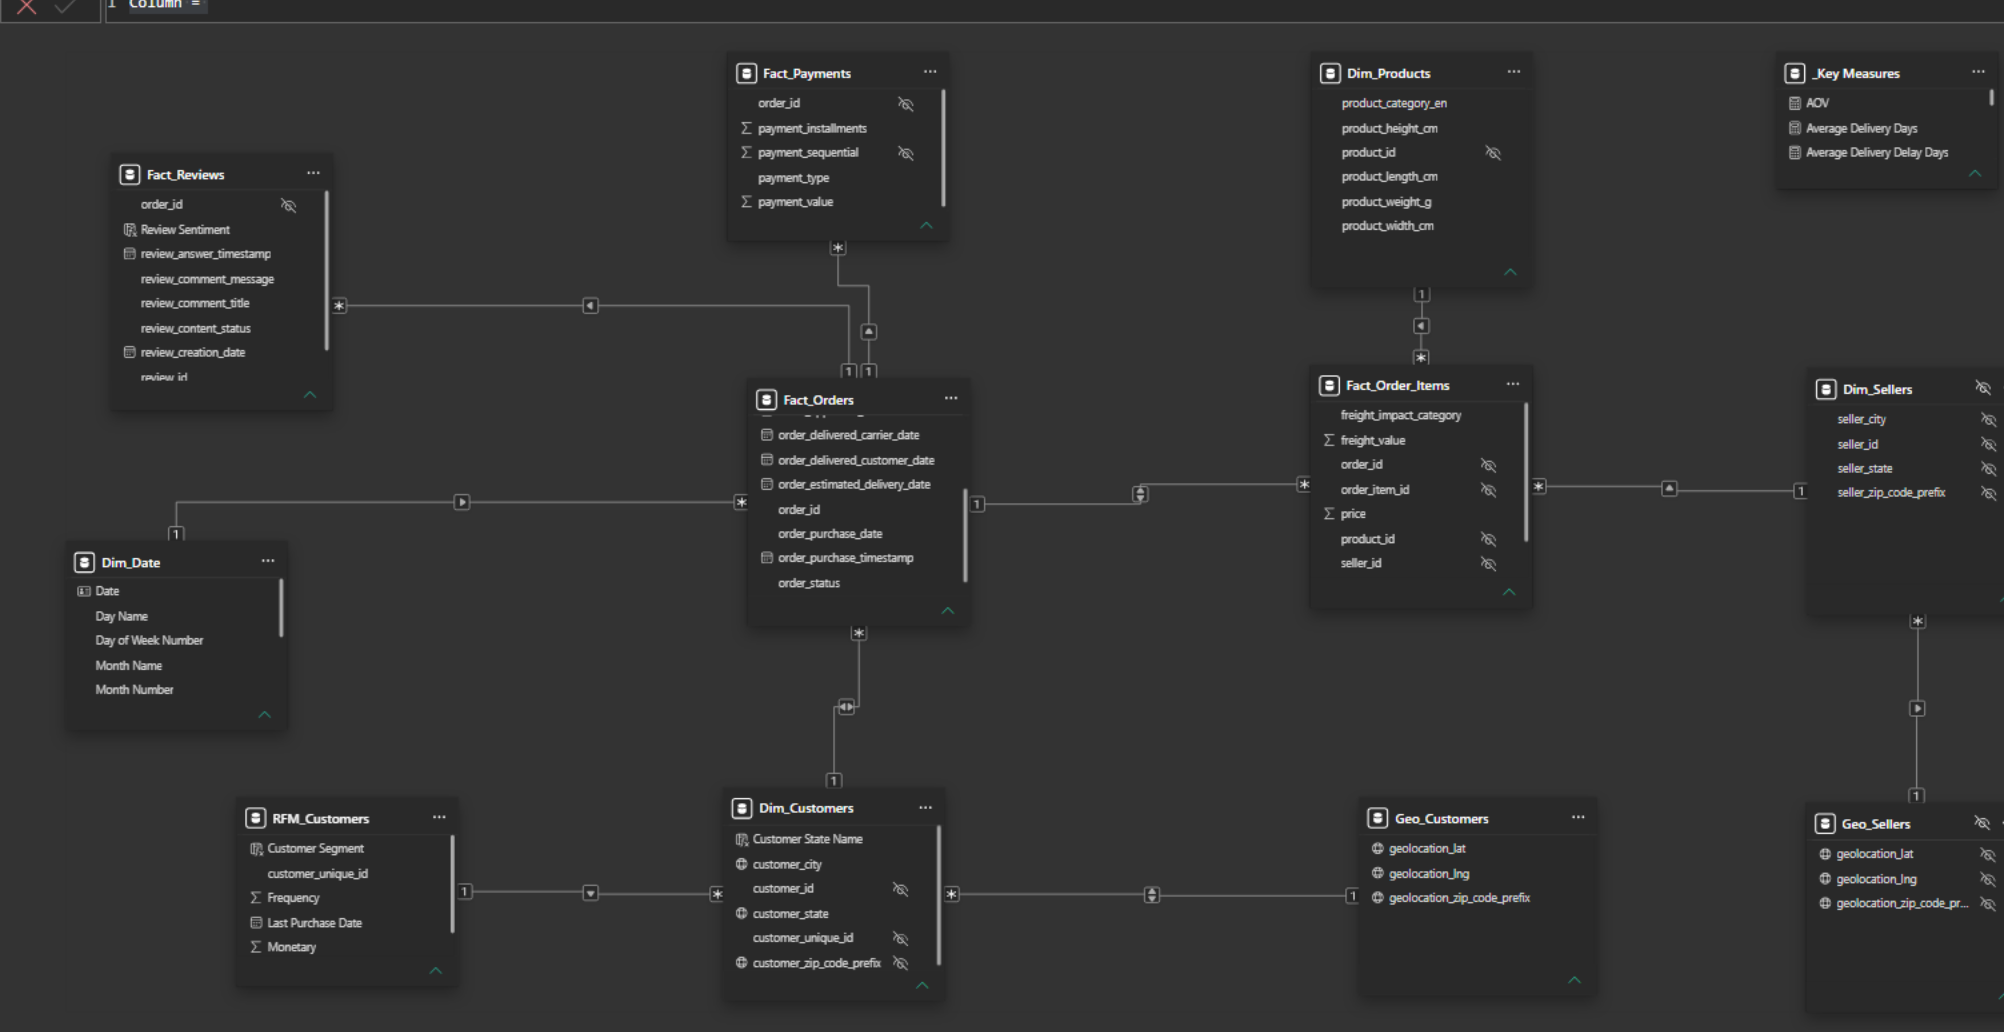 1 Column =
Fact_Payments
order_id
payment_installments
payment_sequential
payment_type
payment_value
Dim_Products
product_category_en
product_height_cm
product_id
product_length_cm
product_weight_g
product_width_cm
_Key Measures
AOV
Average Delivery Days
Average Delivery Delay Days
Fact_Reviews
order_id
Review Sentiment
review_answer_timestamp
review_comment_message
review_comment_title
review_content_status
review_creation_date
review_id
Fact_Orders
order_delivered_carrier_date
order_delivered_customer_date
order_estimated_delivery_date
order_id
order_purchase_date
order_purchase_timestamp
order_status
Fact_Order_Items
freight_impact_category
freight_value
order_id
order_item_id
price
product_id
seller_id
Dim_Sellers
seller_city
seller_id
seller_state
seller_zip_code_prefix
Dim_Date
Date
Day Name
Day of Week Number
Month Name
Month Number
RFM_Customers
Customer Segment
customer_unique_id
Frequency
Last Purchase Date
Monetary
Dim_Customers
Customer State Name
customer_city
customer_id
customer_state
customer_unique_id
customer_zip_code_prefix
Geo_Customers
geolocation_lat
geolocation_lng
geolocation_zip_code_prefix
Geo_Sellers
geolocation_lat
geolocation_lng
geolocation_zip_code_pr...